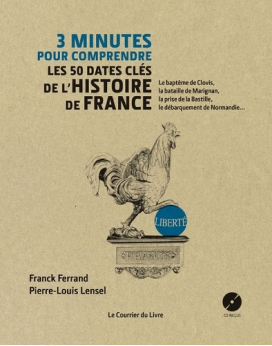 3 MINUTES
POUR COMPRENDRE
LES 50 DATES CLÉS
DE L'HISTOIRE
DE FRANCE
Le baptême de Clovis,
la bataille de Marignan,
la prise de la Bastille,
le débarquement de Normandie...
LIBERTÉ
Franck Ferrand
Pierre-Louis Lensel
Le Courrier du Livre